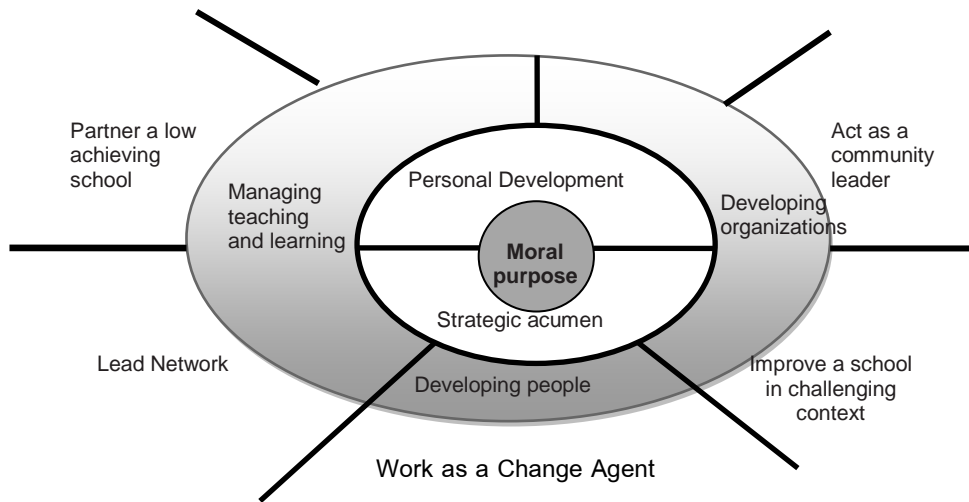 Partner a low
achieving
school
Act as a
community
leader
Personal Development
Managing
teaching
and learning
Developing
organizations
Moral
purpose
Strategic acumen
Lead Network
Developing people
Improve a school
in challenging
context
Work as a Change Agent